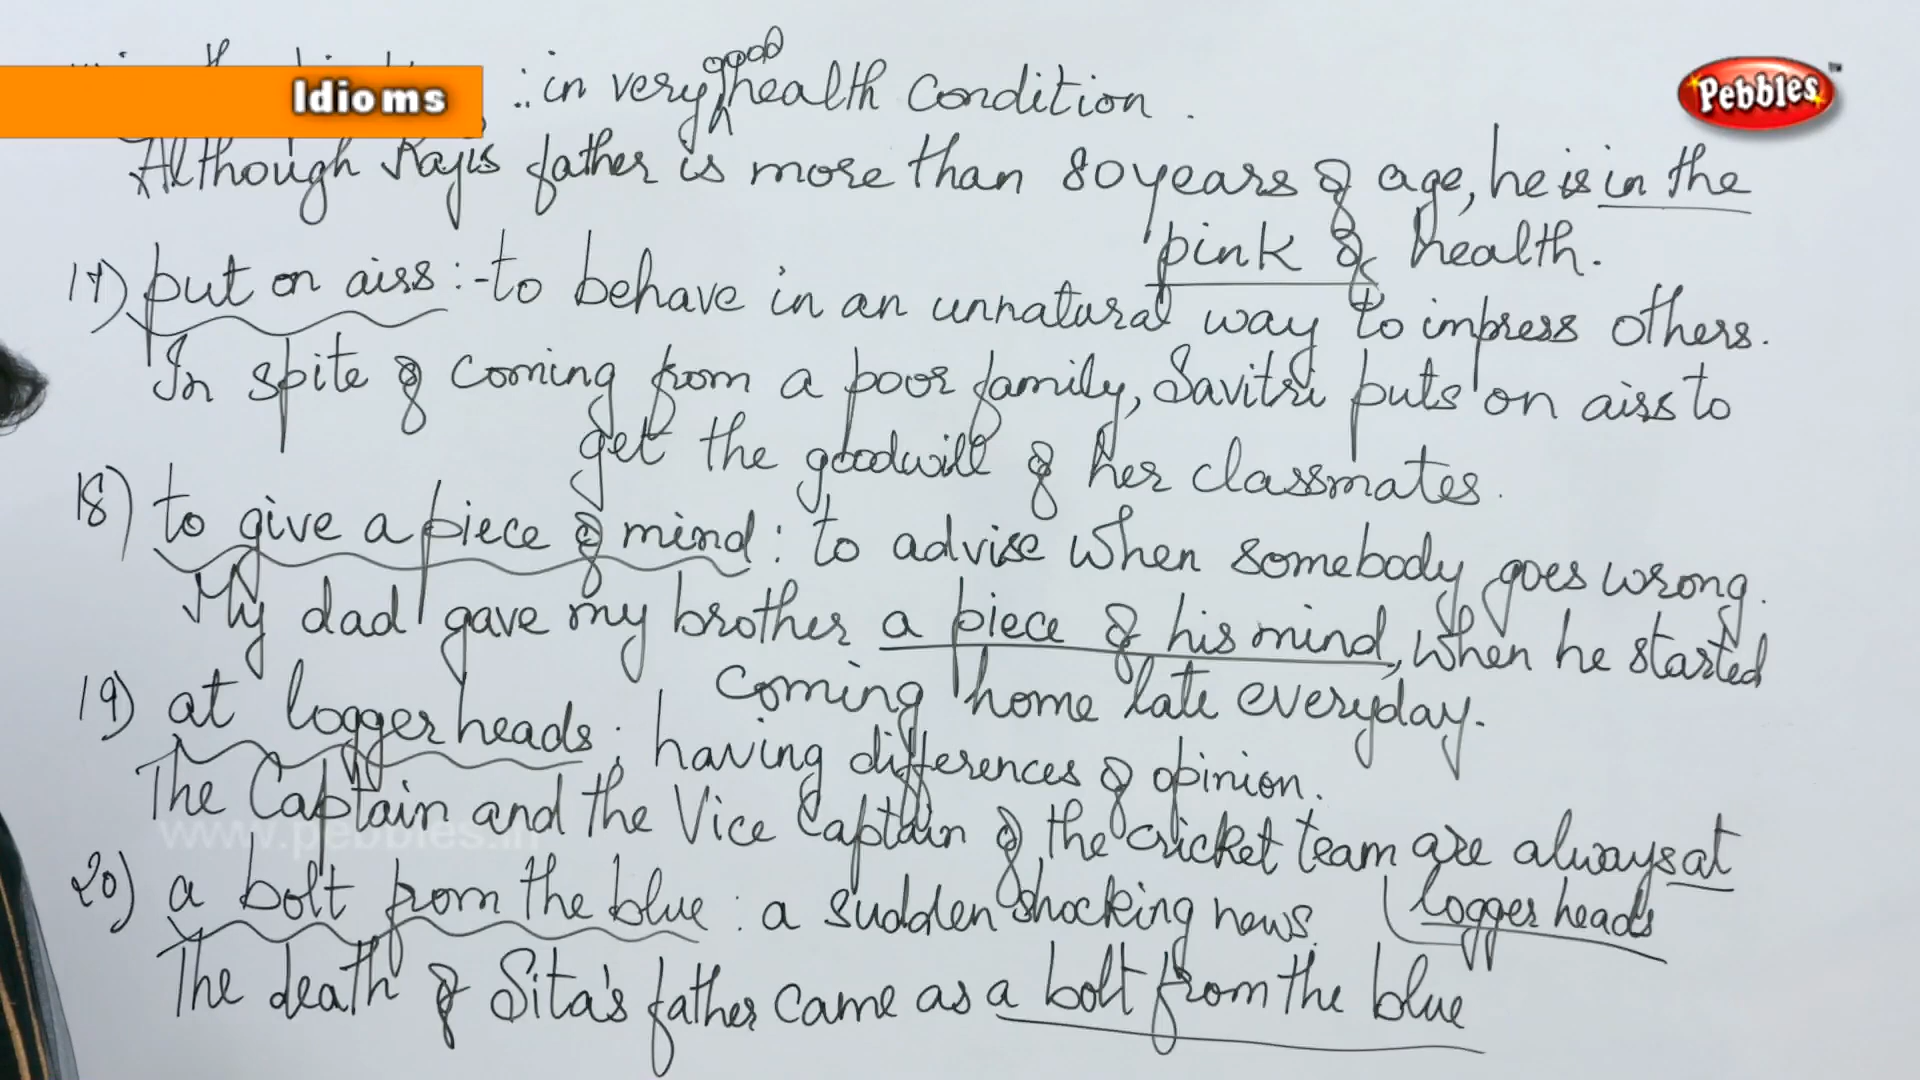 Idioms
Pebbles™
: in very good health condition.
Although Raji's father is more than 80 years of age, he is in the
pink of health.
17) put on airs :- to behave in an unnatural way to impress others.
In spite of coming from a poor family, Savitri puts on airs to
get the goodwill of her classmates.
18) to give a piece of mind : to advise when somebody goes wrong.
My dad gave my brother a piece of his mind, when he started
coming home late everyday.
19) at loggerheads : having differences of opinion.
The Captain and the Vice Captain of the cricket team are always at
logger heads
www.pebbles.in
20) a bolt from the blue : a sudden shocking news.
The death of Sita's father came as a bolt from the blue